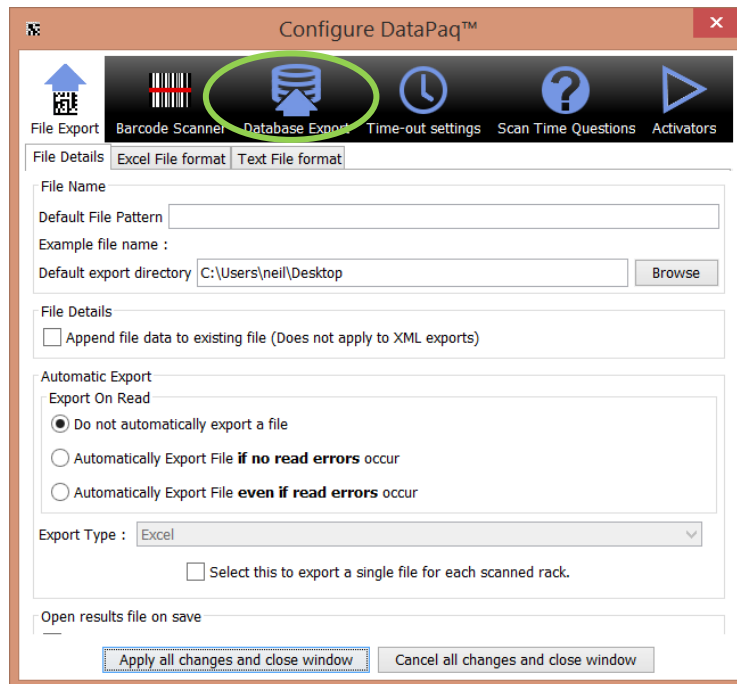 Configure DataPaq™
File Export Barcode Scanner Database Export Time-out settings Scan Time Questions Activators
File Details Excel File format Text File format
File Name
Default File Pattern
Example file name :
Default export directory C:\Users\neil\Desktop Browse
File Details
Append file data to existing file (Does not apply to XML exports)
Automatic Export
Export On Read
Do not automatically export a file
Automatically Export File if no read errors occur
Automatically Export File even if read errors occur
Export Type : Excel
Select this to export a single file for each scanned rack.
Open results file on save
Apply all changes and close window Cancel all changes and close window